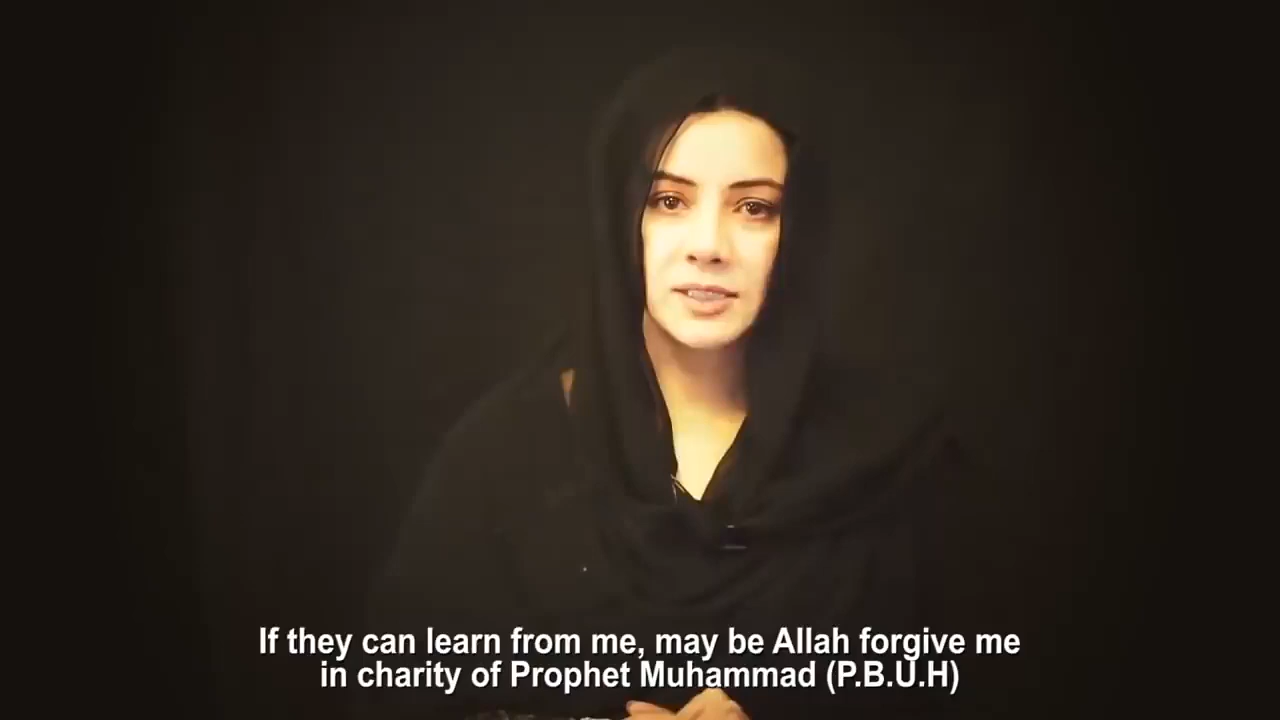 If they can learn from me, may be Allah forgive me
in charity of Prophet Muhammad (P.B.U.H)